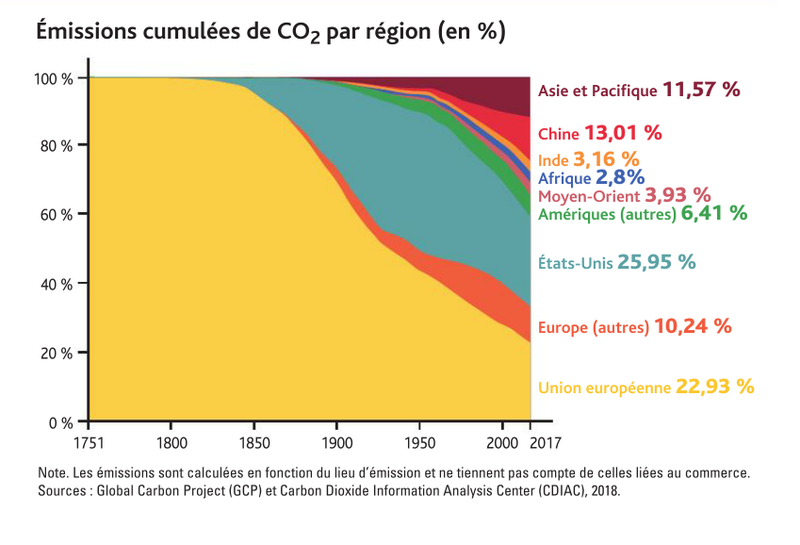 Émissions cumulées de CO₂ par région (en %)
100 %
80 %
60 %
40 %
20 %
0 %
Asie et Pacifique 11,57 %
Chine 13,01 %
Inde 3,16 %
Afrique 2,8%
Moyen-Orient 3,93 %
Amériques (autres) 6,41 %
États-Unis 25,95 %
Europe (autres) 10,24 %
Union européenne 22,93 %
1751 1800 1850 1900 1950 2000 2017
Note. Les émissions sont calculées en fonction du lieu d'émission et ne tiennent pas compte de celles liées au commerce.
Sources : Global Carbon Project (GCP) et Carbon Dioxide Information Analysis Center (CDIAC), 2018.